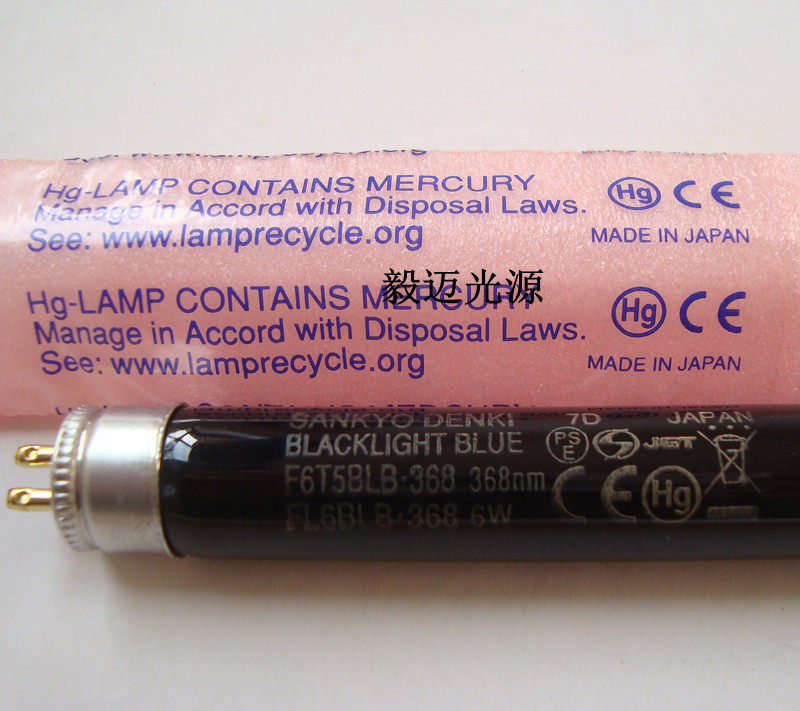 Hg-LAMP CONTAINS MERCURY
Manage in Accord with Disposal Laws.
See: www.lamprecycle.org
Hg CE
MADE IN JAPAN
毅迈光源
Hg-LAMP CONTAINS MERCURY
Manage in Accord with Disposal Laws.
See: www.lamprecycle.org
Hg CE
MADE IN JAPAN
SANKYO DENKI 7D JAPAN
BLACKLIGHT BLUE PS E JET
F6T5BLB·368 368nm CE Hg
FL6BLB·368 6W